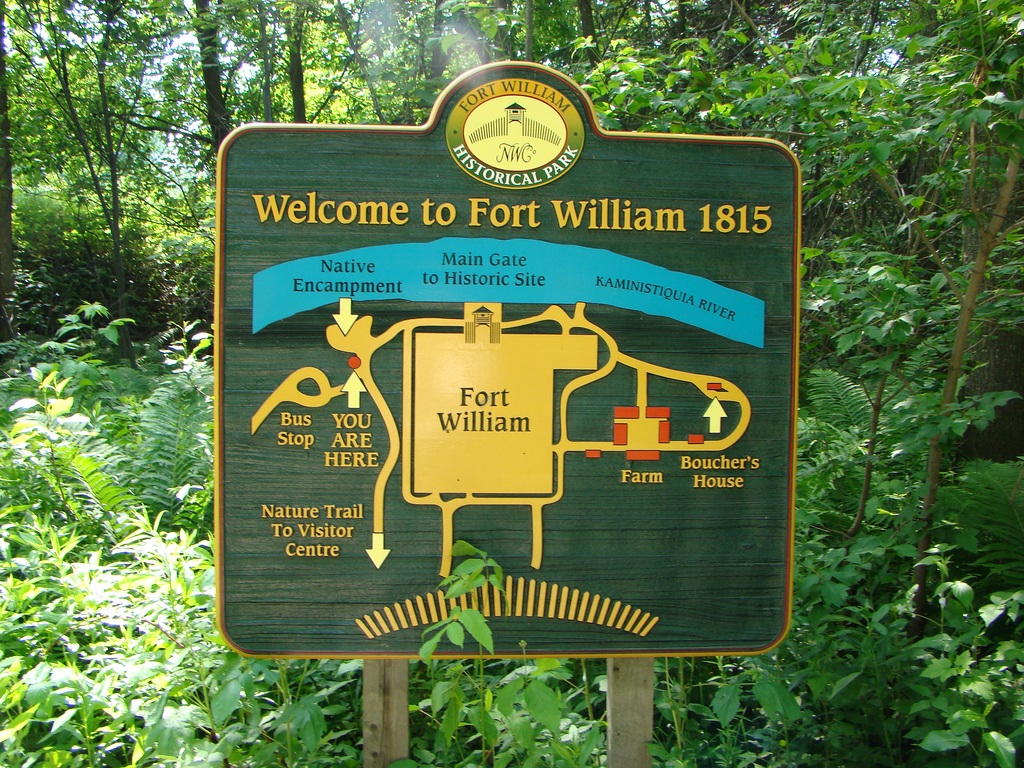 FORT WILLIAM
NWCo
HISTORICAL PARK
Welcome to Fort William 1815
Native
Encampment
Main Gate
to Historic Site
KAMINISTIQUIA RIVER
Fort
William
Bus
Stop
YOU
ARE
HERE
Farm
Boucher's
House
Nature Trail
To Visitor
Centre